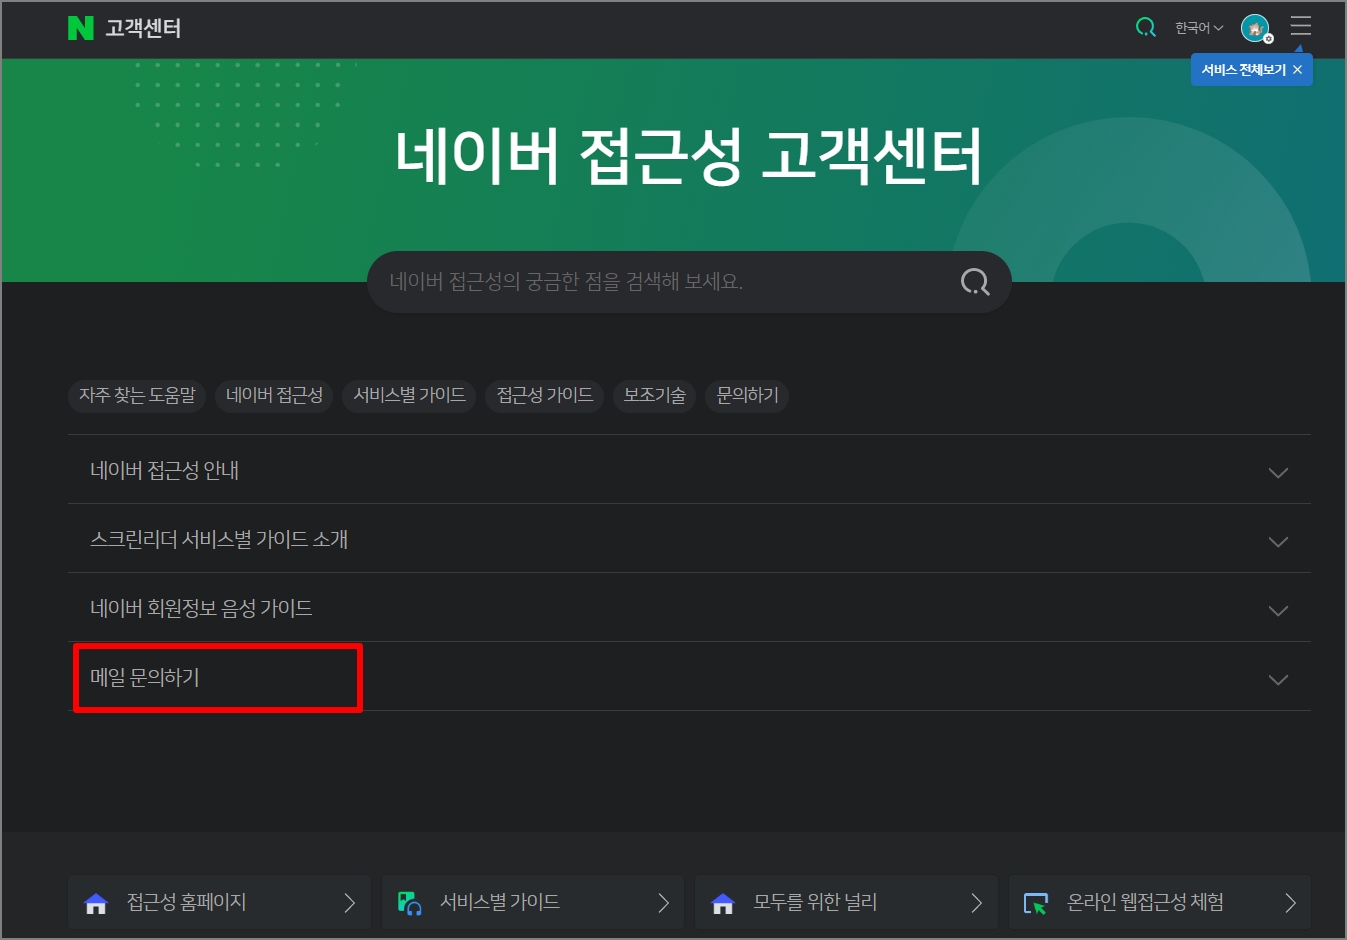 N 고객센터
한국어
서비스 전체보기 ×
네이버 접근성 고객센터
네이버 접근성의 궁금한 점을 검색해 보세요.
자주 찾는 도움말 네이버 접근성 서비스별 가이드 접근성 가이드 보조기술 문의하기
네이버 접근성 안내
스크린리더 서비스별 가이드 소개
네이버 회원정보 음성 가이드
메일 문의하기
접근성 홈페이지 서비스별 가이드 모두를 위한 널리 온라인 웹접근성 체험